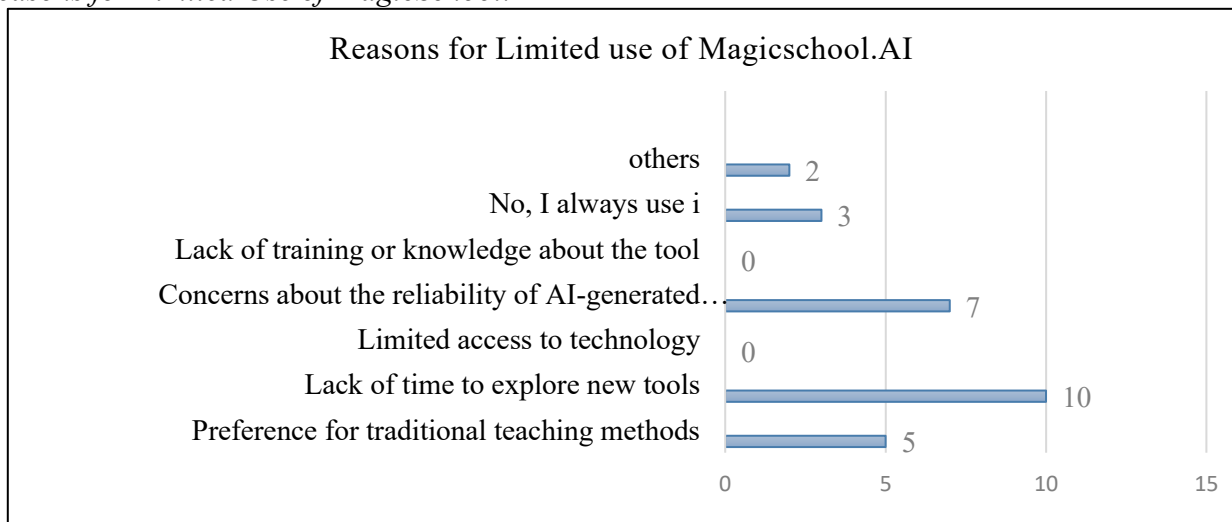 Reasons for Limited use of Magicschool.AI
others
2
No, I always use i
3
Lack of training or knowledge about the tool
0
Concerns about the reliability of AI-generated…
7
Limited access to technology
0
Lack of time to explore new tools
10
Preference for traditional teaching methods
5
0 5 10 15